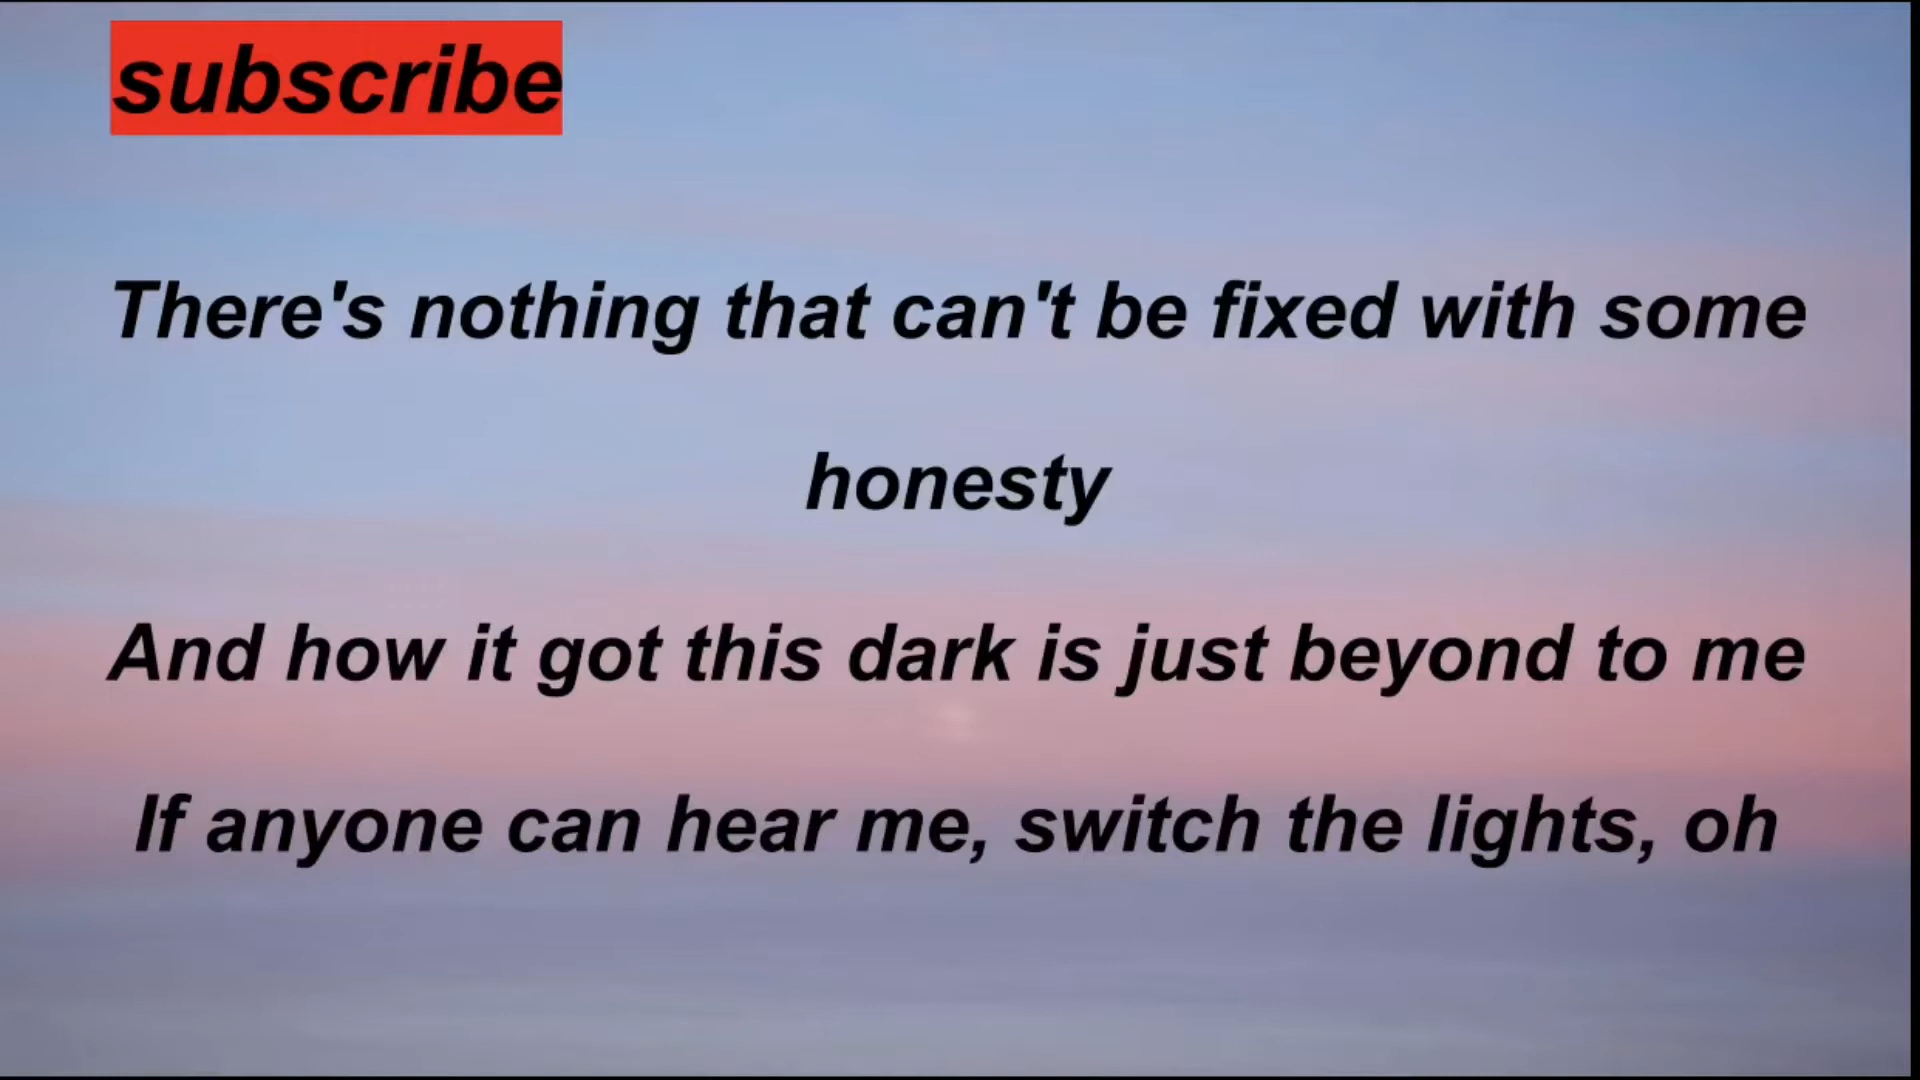 subscribe
There's nothing that can't be fixed with some
honesty
And how it got this dark is just beyond to me
If anyone can hear me, switch the lights, oh